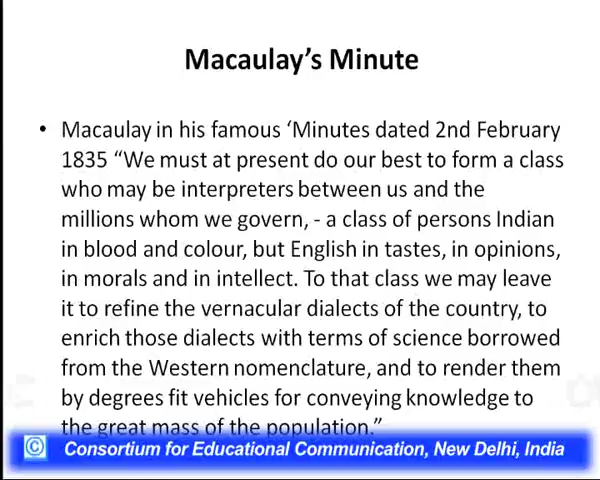 Macaulay's Minute
• Macaulay in his famous ‘Minutes dated 2nd February
1835 “We must at present do our best to form a class
who may be interpreters between us and the
millions whom we govern, - a class of persons Indian
in blood and colour, but English in tastes, in opinions,
in morals and in intellect. To that class we may leave
it to refine the vernacular dialects of the country, to
enrich those dialects with terms of science borrowed
from the Western nomenclature, and to render them
by degrees fit vehicles for conveying knowledge to
the great mass of the population.”
© Consortium for Educational Communication, New Delhi, India